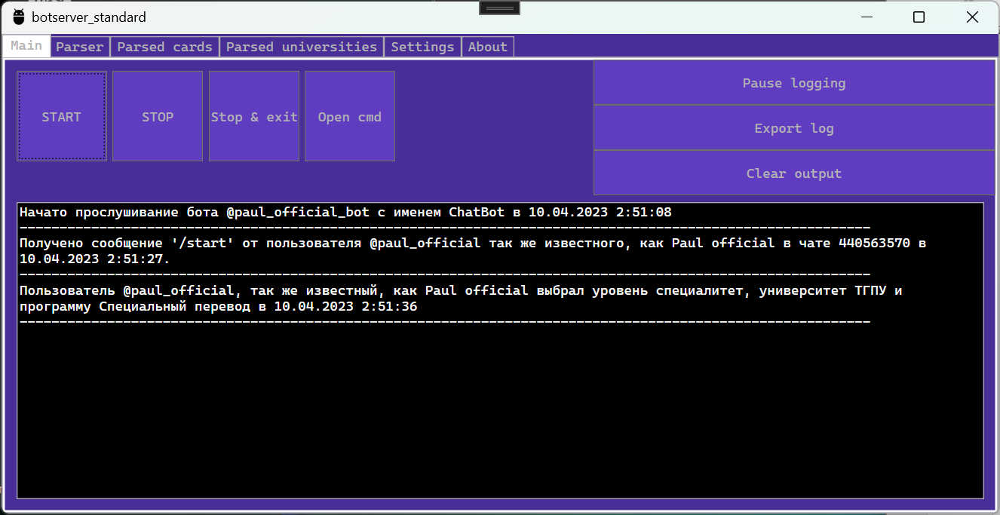 botserver_standard
Main Parser Parsed cards Parsed universities Settings About
START STOP Stop & exit Open cmd
Pause logging
Export log
Clear output
Начато прослушивание бота @paul_official_bot с именем ChatBot в 10.04.2023 2:51:08
Получено сообщение '/start' от пользователя @paul_official так же известного, как Paul official в чате 440563570 в
10.04.2023 2:51:27.
Пользователь @paul_official, так же известный, как Paul official выбрал уровень специалитет, университет ТГПУ и
программу Специальный перевод в 10.04.2023 2:51:36